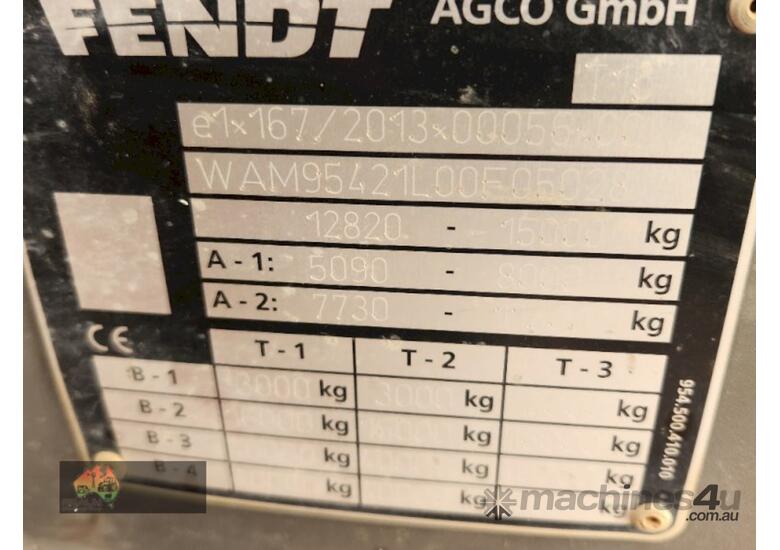 FENDT AGCO GmbH
e1*167/2013*00056
WAM95421L00F05028
12820 - 15000 kg
A - 1: 5090 - kg
A - 2: 7730 - kg
CE T - 1 T - 2 T - 3
B - 1 3000 kg 3000 kg kg
B - 2 kg kg kg
B - 3 kg kg kg
B - 4 kg kg kg
954.500.410.010
machines4u
.com.au